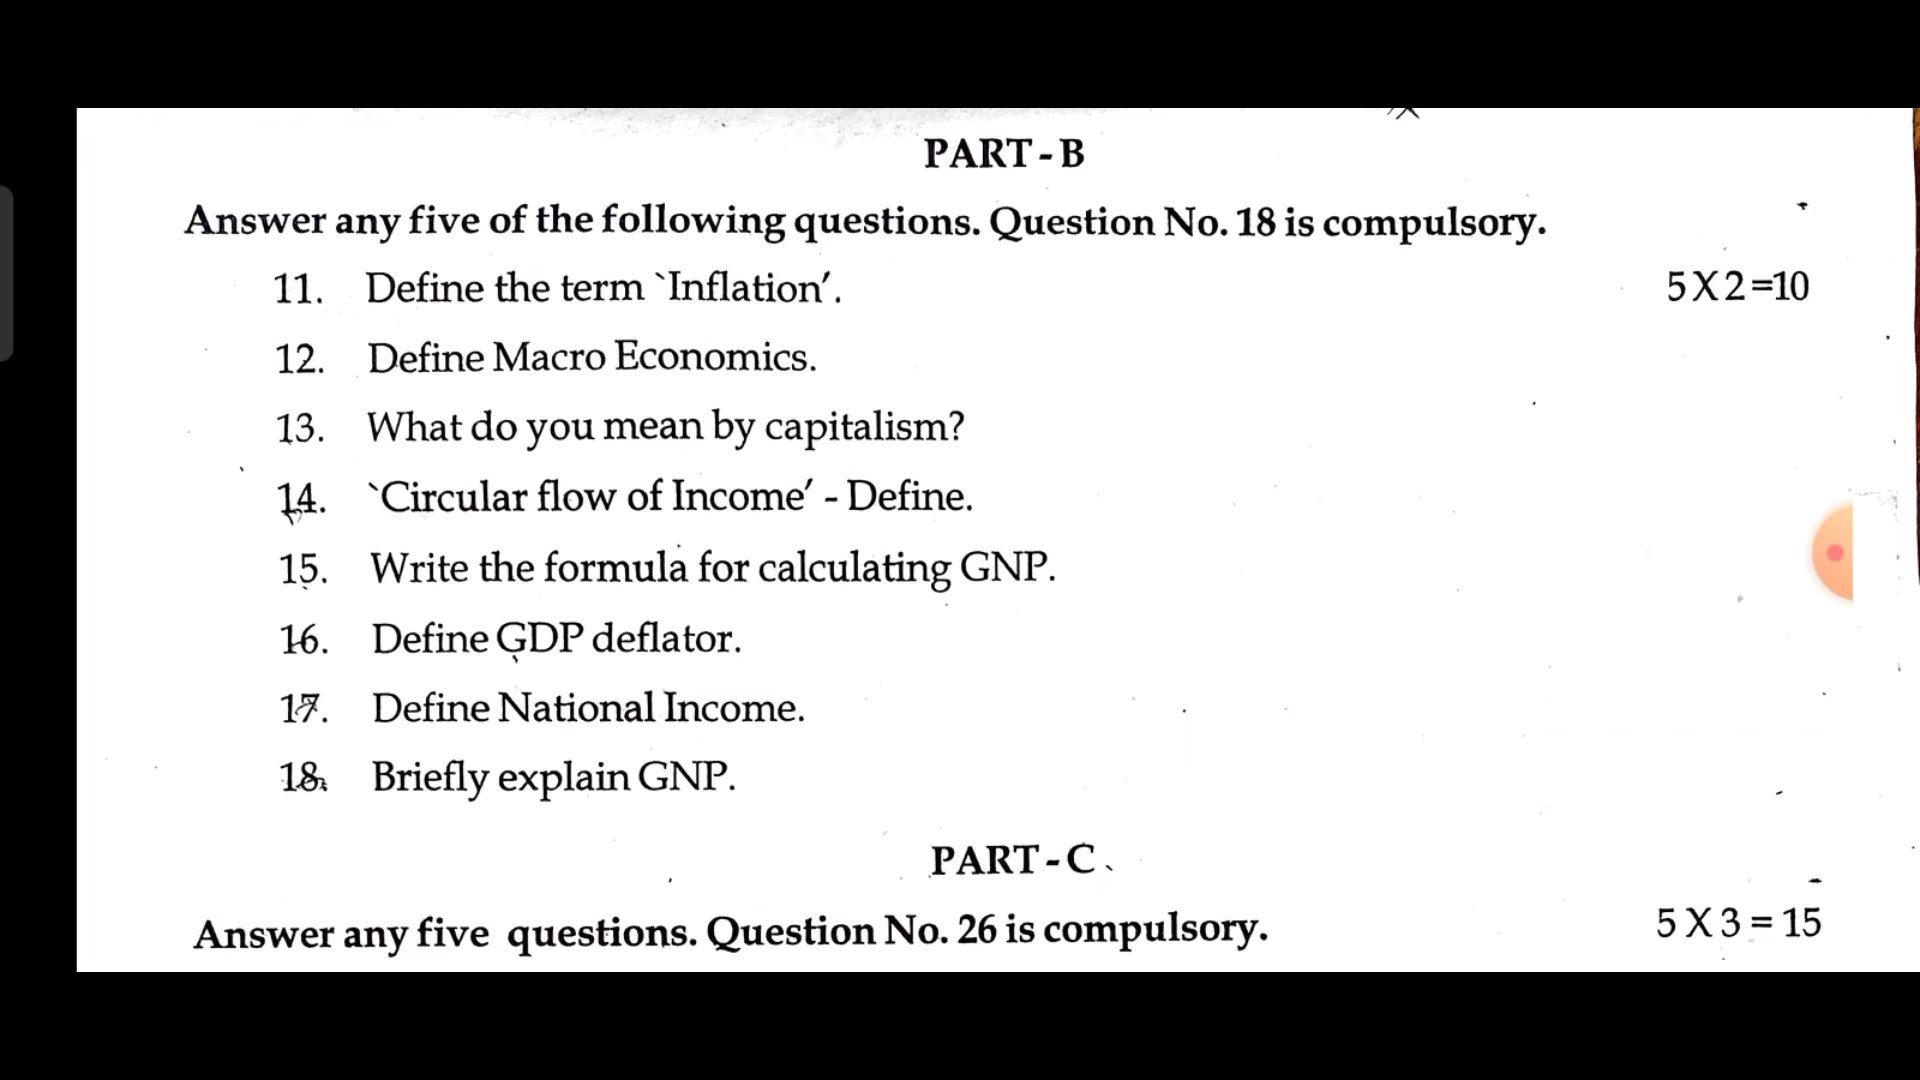 PART - B
Answer any five of the following questions. Question No. 18 is compulsory.
11. Define the term `Inflation'. 5 X 2 =10
12. Define Macro Economics.
13. What do you mean by capitalism?
14. `Circular flow of Income' - Define.
15. Write the formula for calculating GNP.
16. Define GDP deflator.
17. Define National Income.
18. Briefly explain GNP.
PART - C
Answer any five questions. Question No. 26 is compulsory. 5 X 3 = 15